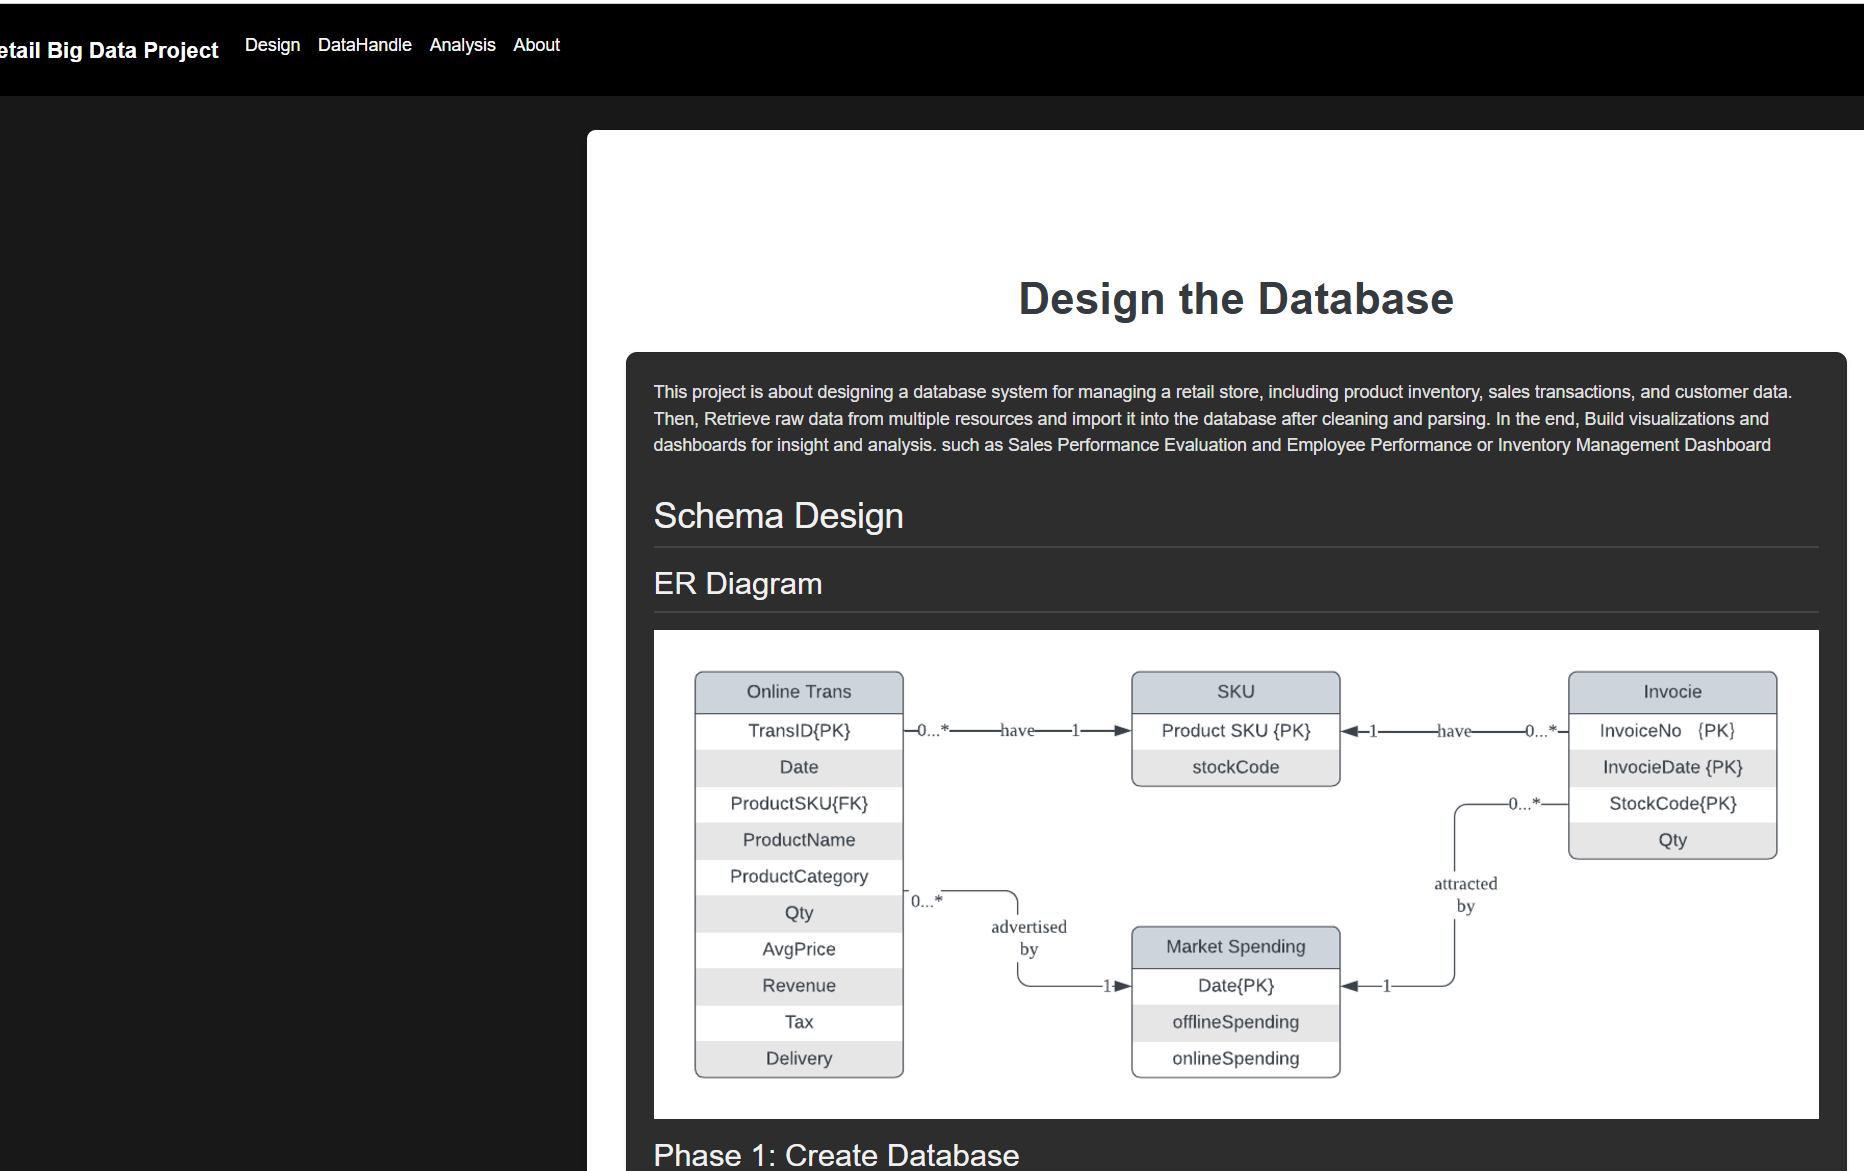 etail Big Data Project
Design DataHandle Analysis About
Design the Database
This project is about designing a database system for managing a retail store, including product inventory, sales transactions, and customer data.
Then, Retrieve raw data from multiple resources and import it into the database after cleaning and parsing. In the end, Build visualizations and
dashboards for insight and analysis. such as Sales Performance Evaluation and Employee Performance or Inventory Management Dashboard
Schema Design
ER Diagram
Online Trans
TransID{PK}
Date
ProductSKU{FK}
ProductName
ProductCategory
Qty
AvgPrice
Revenue
Tax
Delivery
0...* have 1
SKU
Product SKU {PK}
stockCode
1 have 0...*
Invocie
InvoiceNo {PK}
InvocieDate {PK}
StockCode{PK}
Qty
0...*
advertised
by
1
Market Spending
Date{PK}
offlineSpending
onlineSpending
0...*
attracted
by
1
Phase 1: Create Database